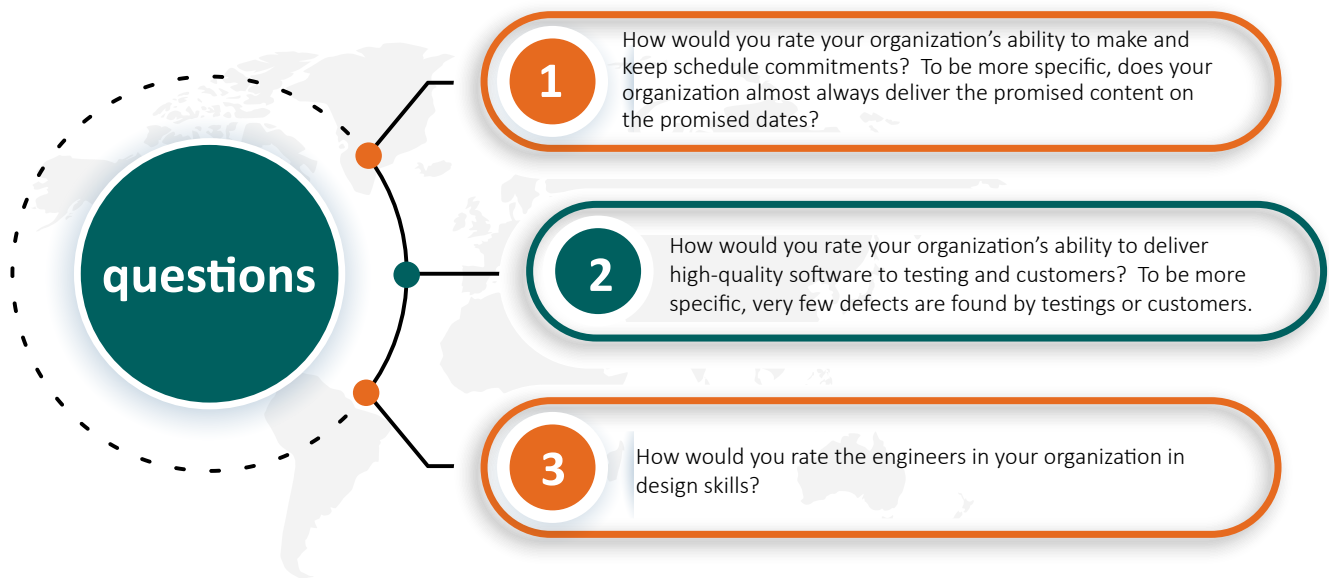 questions
1
How would you rate your organization’s ability to make and
keep schedule commitments?  To be more specific, does your
organization almost always deliver the promised content on
the promised dates?
2
How would you rate your organization’s ability to deliver
high-quality software to testing and customers?  To be more
specific, very few defects are found by testings or customers.
3
How would you rate the engineers in your organization in
design skills?